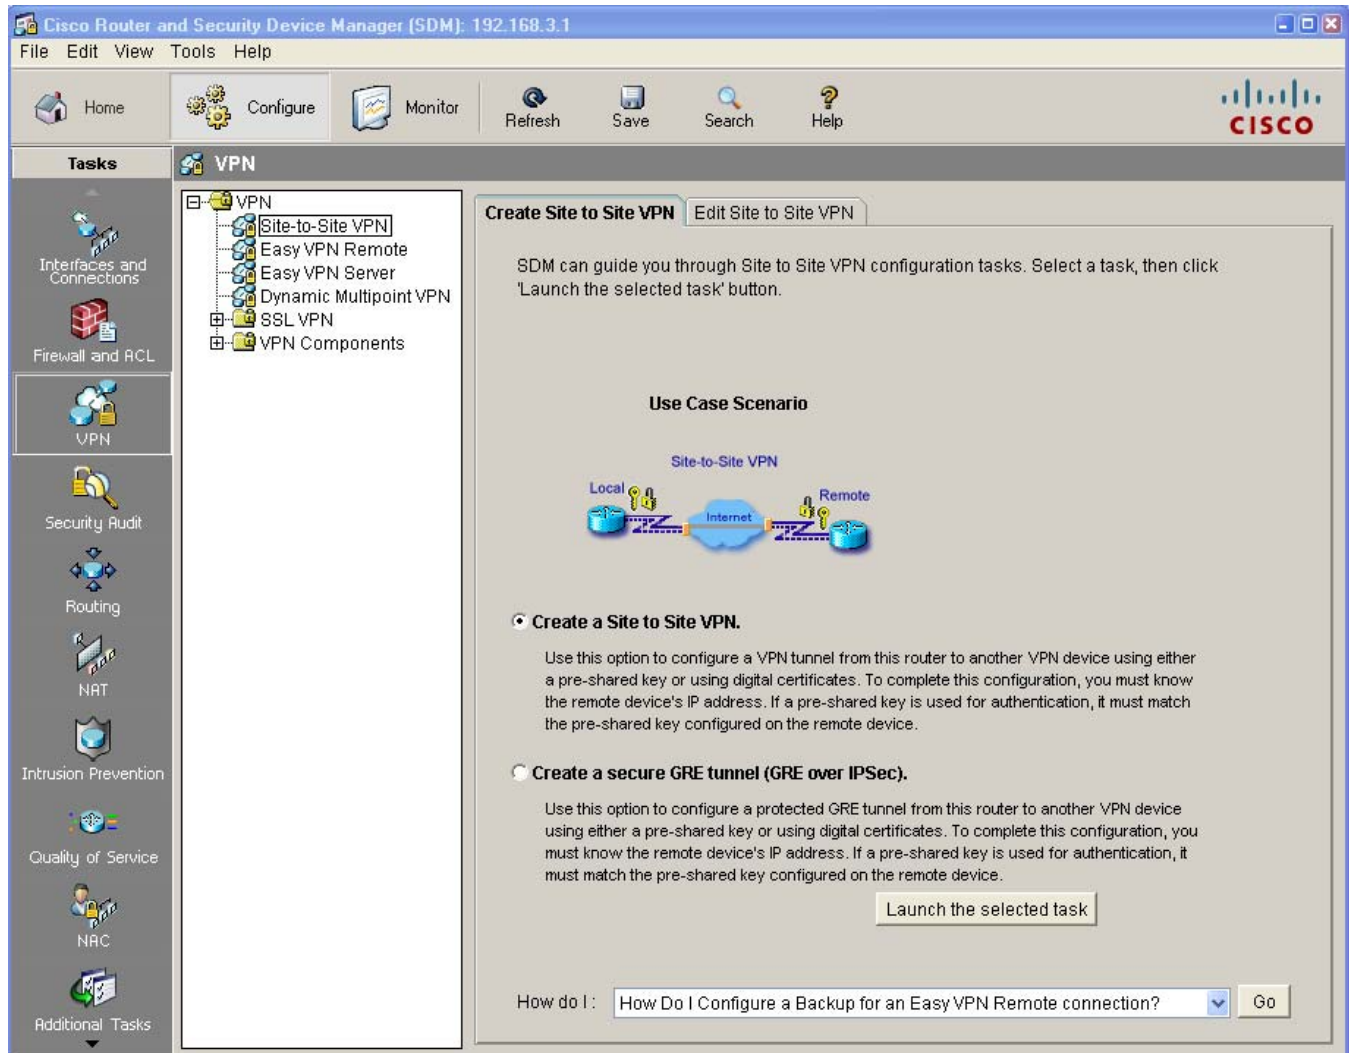 Cisco Router and Security Device Manager (SDM): 192.168.3.1
File Edit View Tools Help
Home Configure Monitor Refresh Save Search Help
CISCO
Tasks
VPN
Interfaces and
Connections
Firewall and ACL
VPN
Security Audit
Routing
NAT
Intrusion Prevention
Quality of Service
NAC
Additional Tasks
VPN
Site-to-Site VPN
Easy VPN Remote
Easy VPN Server
Dynamic Multipoint VPN
SSL VPN
VPN Components
Create Site to Site VPN Edit Site to Site VPN
SDM can guide you through Site to Site VPN configuration tasks. Select a task, then click
'Launch the selected task' button.
Use Case Scenario
Site-to-Site VPN
Local
Remote
Internet
Create a Site to Site VPN.
Use this option to configure a VPN tunnel from this router to another VPN device using either
a pre-shared key or using digital certificates. To complete this configuration, you must know
the remote device's IP address. If a pre-shared key is used for authentication, it must match
the pre-shared key configured on the remote device.
Create a secure GRE tunnel (GRE over IPSec).
Use this option to configure a protected GRE tunnel from this router to another VPN device
using either a pre-shared key or using digital certificates. To complete this configuration, you
must know the remote device's IP address. If a pre-shared key is used for authentication, it
must match the pre-shared key configured on the remote device.
Launch the selected task
How do I : How Do I Configure a Backup for an Easy VPN Remote connection? Go